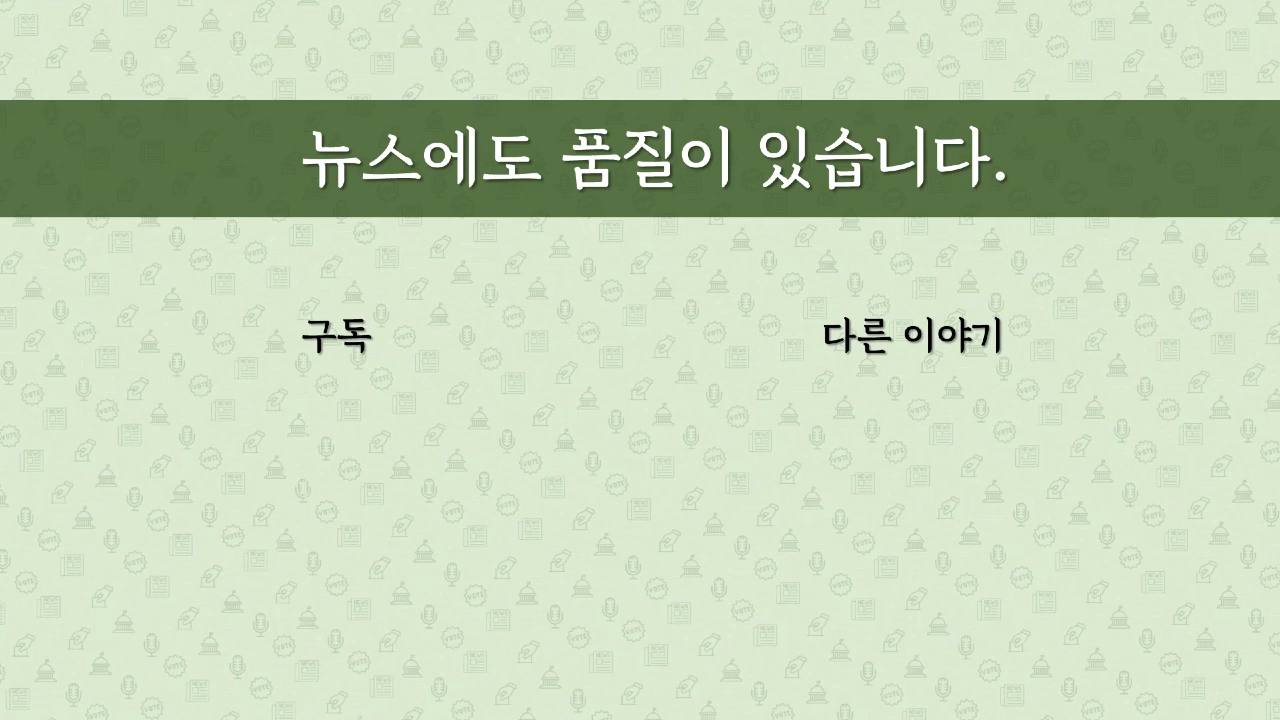 뉴스에도 품질이 있습니다.
구독
다른 이야기